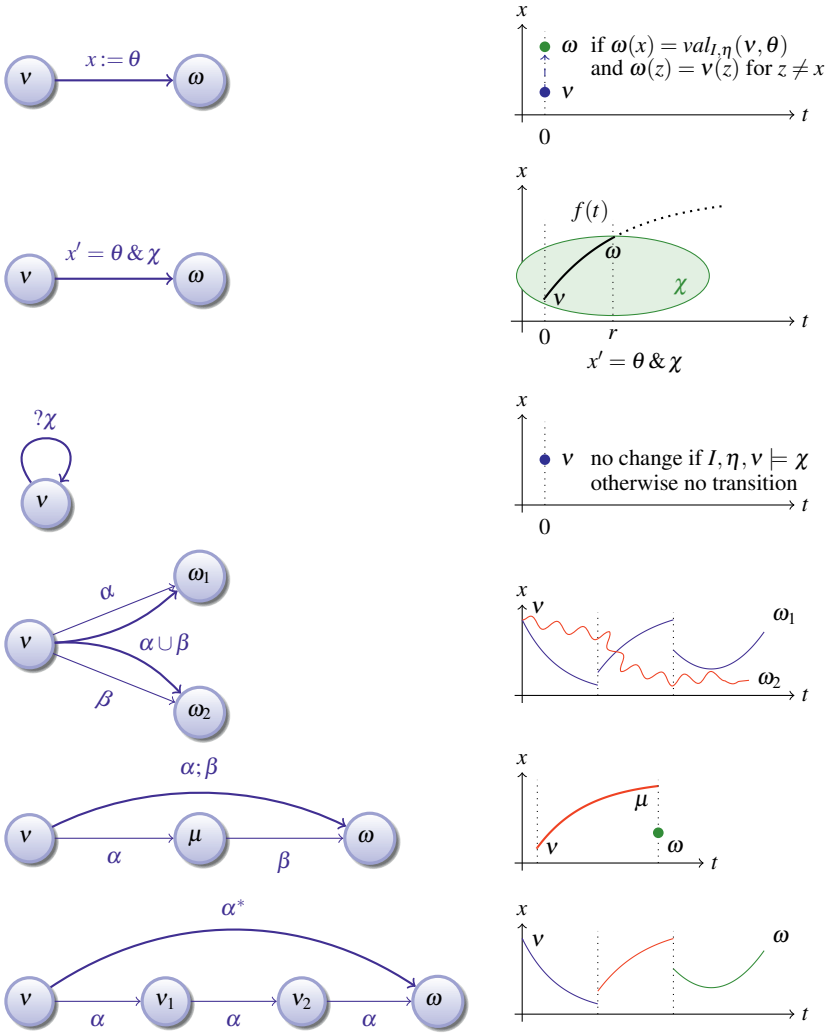 x := θ
ν
ω
x
ω if ω(x) = val_{I,η}(ν, θ)
and ω(z) = ν(z) for z ≠ x
ν
t
0
x′ = θ & χ
ν
ω
x
f(t)
ω
ν
χ
t
0
r
x′ = θ & χ
?χ
ν
x
ν no change if I, η, ν ⊨ χ
otherwise no transition
t
0
ω₁
α
ν
α ∪ β
β
ω₂
x
ν
ω₁
ω₂
t
α; β
ν
μ
ω
α
β
x
μ
ν
ω
t
α*
ν
ν₁
ν₂
ω
α
α
α
x
ν
ω
t